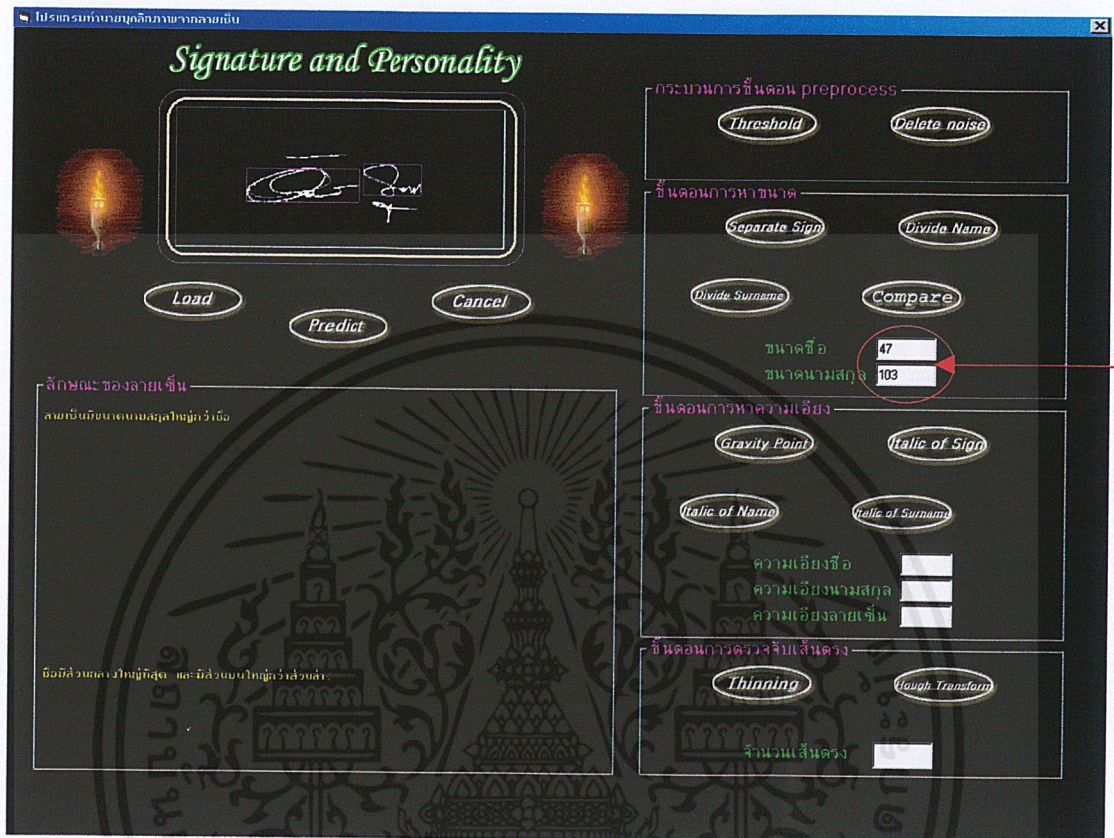 โปรแกรมทำนายบุคลิกภาพจากลายเซ็น
Signature and Personality
Load
Predict
Cancel
ลักษณะของลายเซ็น
ลายเซ็นมีขนาดนามสกุลใหญ่กว่าชื่อ
ชื่อมีส่วนกลางใหญ่ที่สุด และมีส่วนบนใหญ่กว่าส่วนล่าง
กระบวนการขั้นตอน preprocess
Threshold
Delete noise
ขั้นตอนการหาขนาด
Separate Sign
Divide Name
Divide Surname
Compare
ขนาดชื่อ 47
ขนาดนามสกุล 103
ขั้นตอนการหาความเอียง
Gravity Point
Italic of Sign
Italic of Name
Italic of Surname
ความเอียงชื่อ
ความเอียงนามสกุล
ความเอียงลายเซ็น
ขั้นตอนการตรวจจับเส้นตรง
Thinning
Hough Transform
จำนวนเส้นตรง